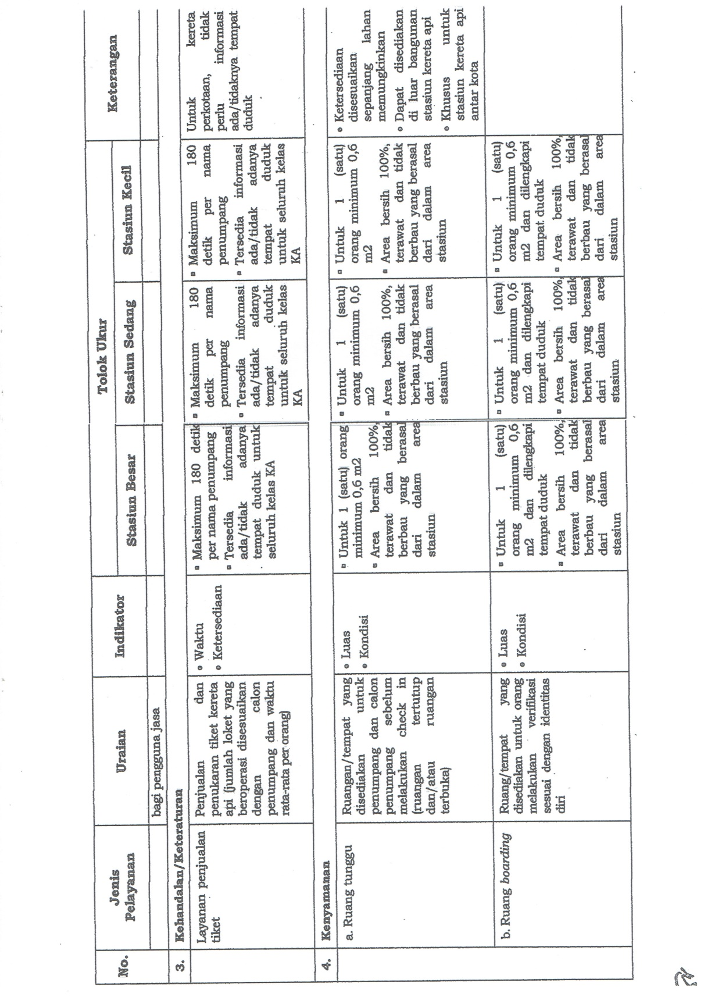 No.
Jenis
Pelayanan
Uraian
Indikator
Tolok Ukur
Stasiun Besar
Stasiun Sedang
Stasiun Kecil
Keterangan
bagi pengguna jasa
3. Kehandalan/Keteraturan
Layanan penjualan
tiket
Penjualan dan
penukaran tiket kereta
api (jumlah loket yang
beroperasi disesuaikan
dengan calon
penumpang dan waktu
rata-rata per orang)
• Waktu
• Ketersediaan
▫ Maksimum 180 detik
per nama penumpang
▫ Tersedia informasi
ada/tidak adanya
tempat duduk untuk
seluruh kelas KA
▫ Maksimum 180
detik per nama
penumpang
▫ Tersedia informasi
ada/tidak adanya
tempat duduk
untuk seluruh kelas
KA
▫ Maksimum 180
detik per nama
penumpang
▫ Tersedia informasi
ada/tidak adanya
tempat duduk
untuk seluruh kelas
KA
Untuk kereta
perkotaan, tidak
perlu informasi
ada/tidaknya tempat
duduk
4. Kenyamanan
a. Ruang tunggu
Ruangan/tempat yang
disediakan untuk
penumpang dan calon
penumpang sebelum
melakukan check in
(ruangan tertutup
dan/atau ruangan
terbuka)
• Luas
• Kondisi
▫ Untuk 1 (satu) orang
minimum 0,6 m2
▫ Area bersih 100%,
terawat dan tidak
berbau yang berasal
dari dalam area
stasiun
▫ Untuk 1 (satu)
orang minimum 0,6
m2
▫ Area bersih 100%,
terawat dan tidak
berbau yang berasal
dari dalam area
stasiun
▫ Untuk 1 (satu)
orang minimum 0,6
m2
▫ Area bersih 100%,
terawat dan tidak
berbau yang berasal
dari dalam area
stasiun
• Ketersediaan
disesuaikan
sepanjang lahan
memungkinkan
• Dapat disediakan
di luar bangunan
stasiun kereta api
• Khusus untuk
stasiun kereta api
antar kota
b. Ruang boarding
Ruang/tempat yang
disediakan untuk orang
melakukan verifikasi
sesuai dengan identitas
diri
• Luas
• Kondisi
▫ Untuk 1 (satu)
orang minimum 0,6
m2 dan dilengkapi
tempat duduk
▫ Area bersih 100%,
terawat dan tidak
berbau yang berasal
dari dalam area
stasiun
▫ Untuk 1 (satu)
orang minimum 0,6
m2 dan dilengkapi
tempat duduk
▫ Area bersih 100%,
terawat dan tidak
berbau yang berasal
dari dalam area
stasiun
▫ Untuk 1 (satu)
orang minimum 0,6
m2 dan dilengkapi
tempat duduk
▫ Area bersih 100%,
terawat dan tidak
berbau yang berasal
dari dalam area
stasiun